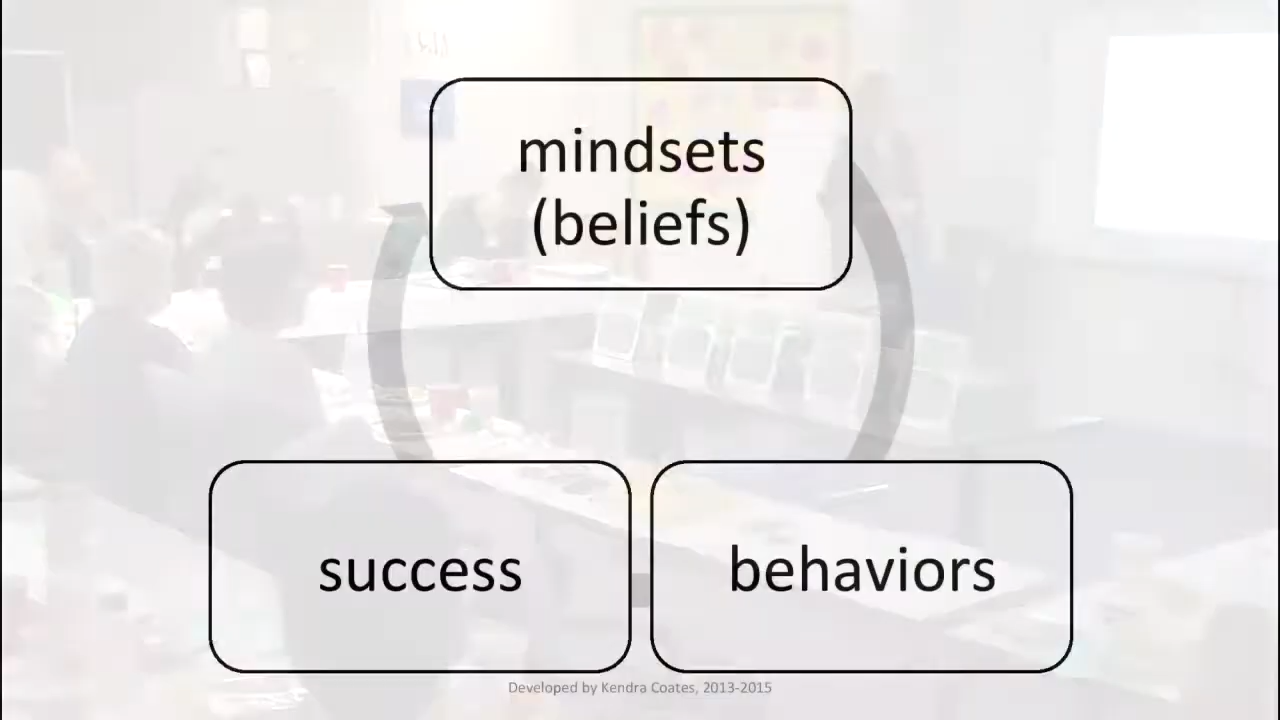 mindsets
(beliefs)
success
behaviors
Developed by Kendra Coates, 2013-2015